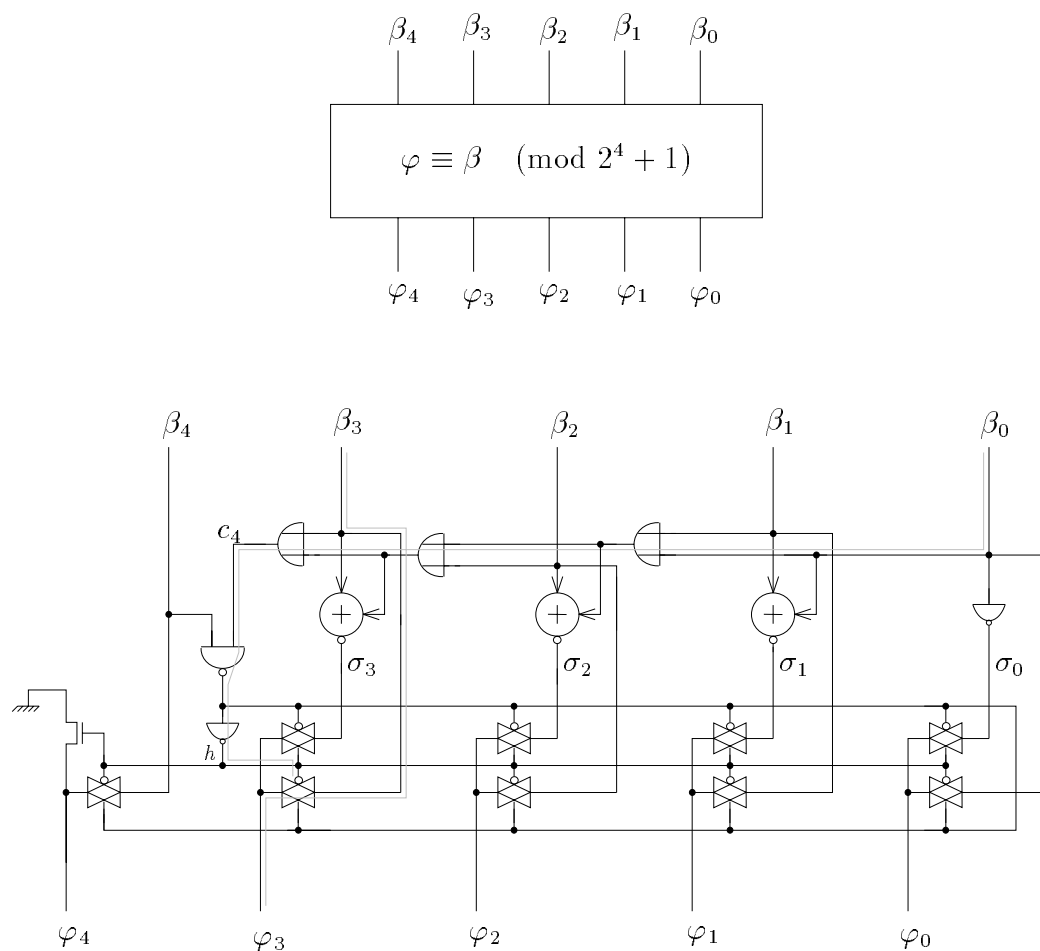 β₄ β₃ β₂ β₁ β₀
φ ≡ β (mod 2⁴ + 1)
φ₄ φ₃ φ₂ φ₁ φ₀
β₄ β₃ β₂ β₁ β₀
c₄
+ + +
σ₃ σ₂ σ₁ σ₀
h
φ₄ φ₃ φ₂ φ₁ φ₀